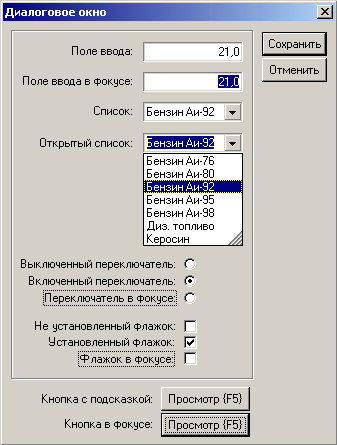 Диалоговое окно
Поле ввода: 21,0 Сохранить
Поле ввода в фокусе: 21,0 Отменить
Список: Бензин Аи-92
Открытый список: Бензин Аи-92
Бензин Аи-76
Бензин Аи-80
Бензин Аи-92
Бензин Аи-95
Бензин Аи-98
Диз. топливо
Керосин
Выключенный переключатель:
Включенный переключатель:
Переключатель в фокусе:
Не установленный флажок:
Установленный флажок:
Флажок в фокусе:
Кнопка с подсказкой: Просмотр {F5}
Кнопка в фокусе: Просмотр {F5}